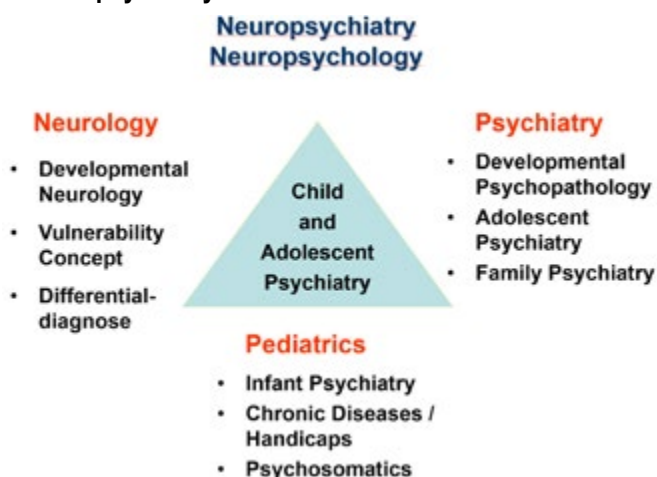 Neuropsychiatry
Neuropsychology
Neurology
• Developmental
Neurology
• Vulnerability
Concept
• Differential-
diagnose
Child
and
Adolescent
Psychiatry
Psychiatry
• Developmental
Psychopathology
• Adolescent
Psychiatry
• Family Psychiatry
Pediatrics
• Infant Psychiatry
• Chronic Diseases /
Handicaps
• Psychosomatics